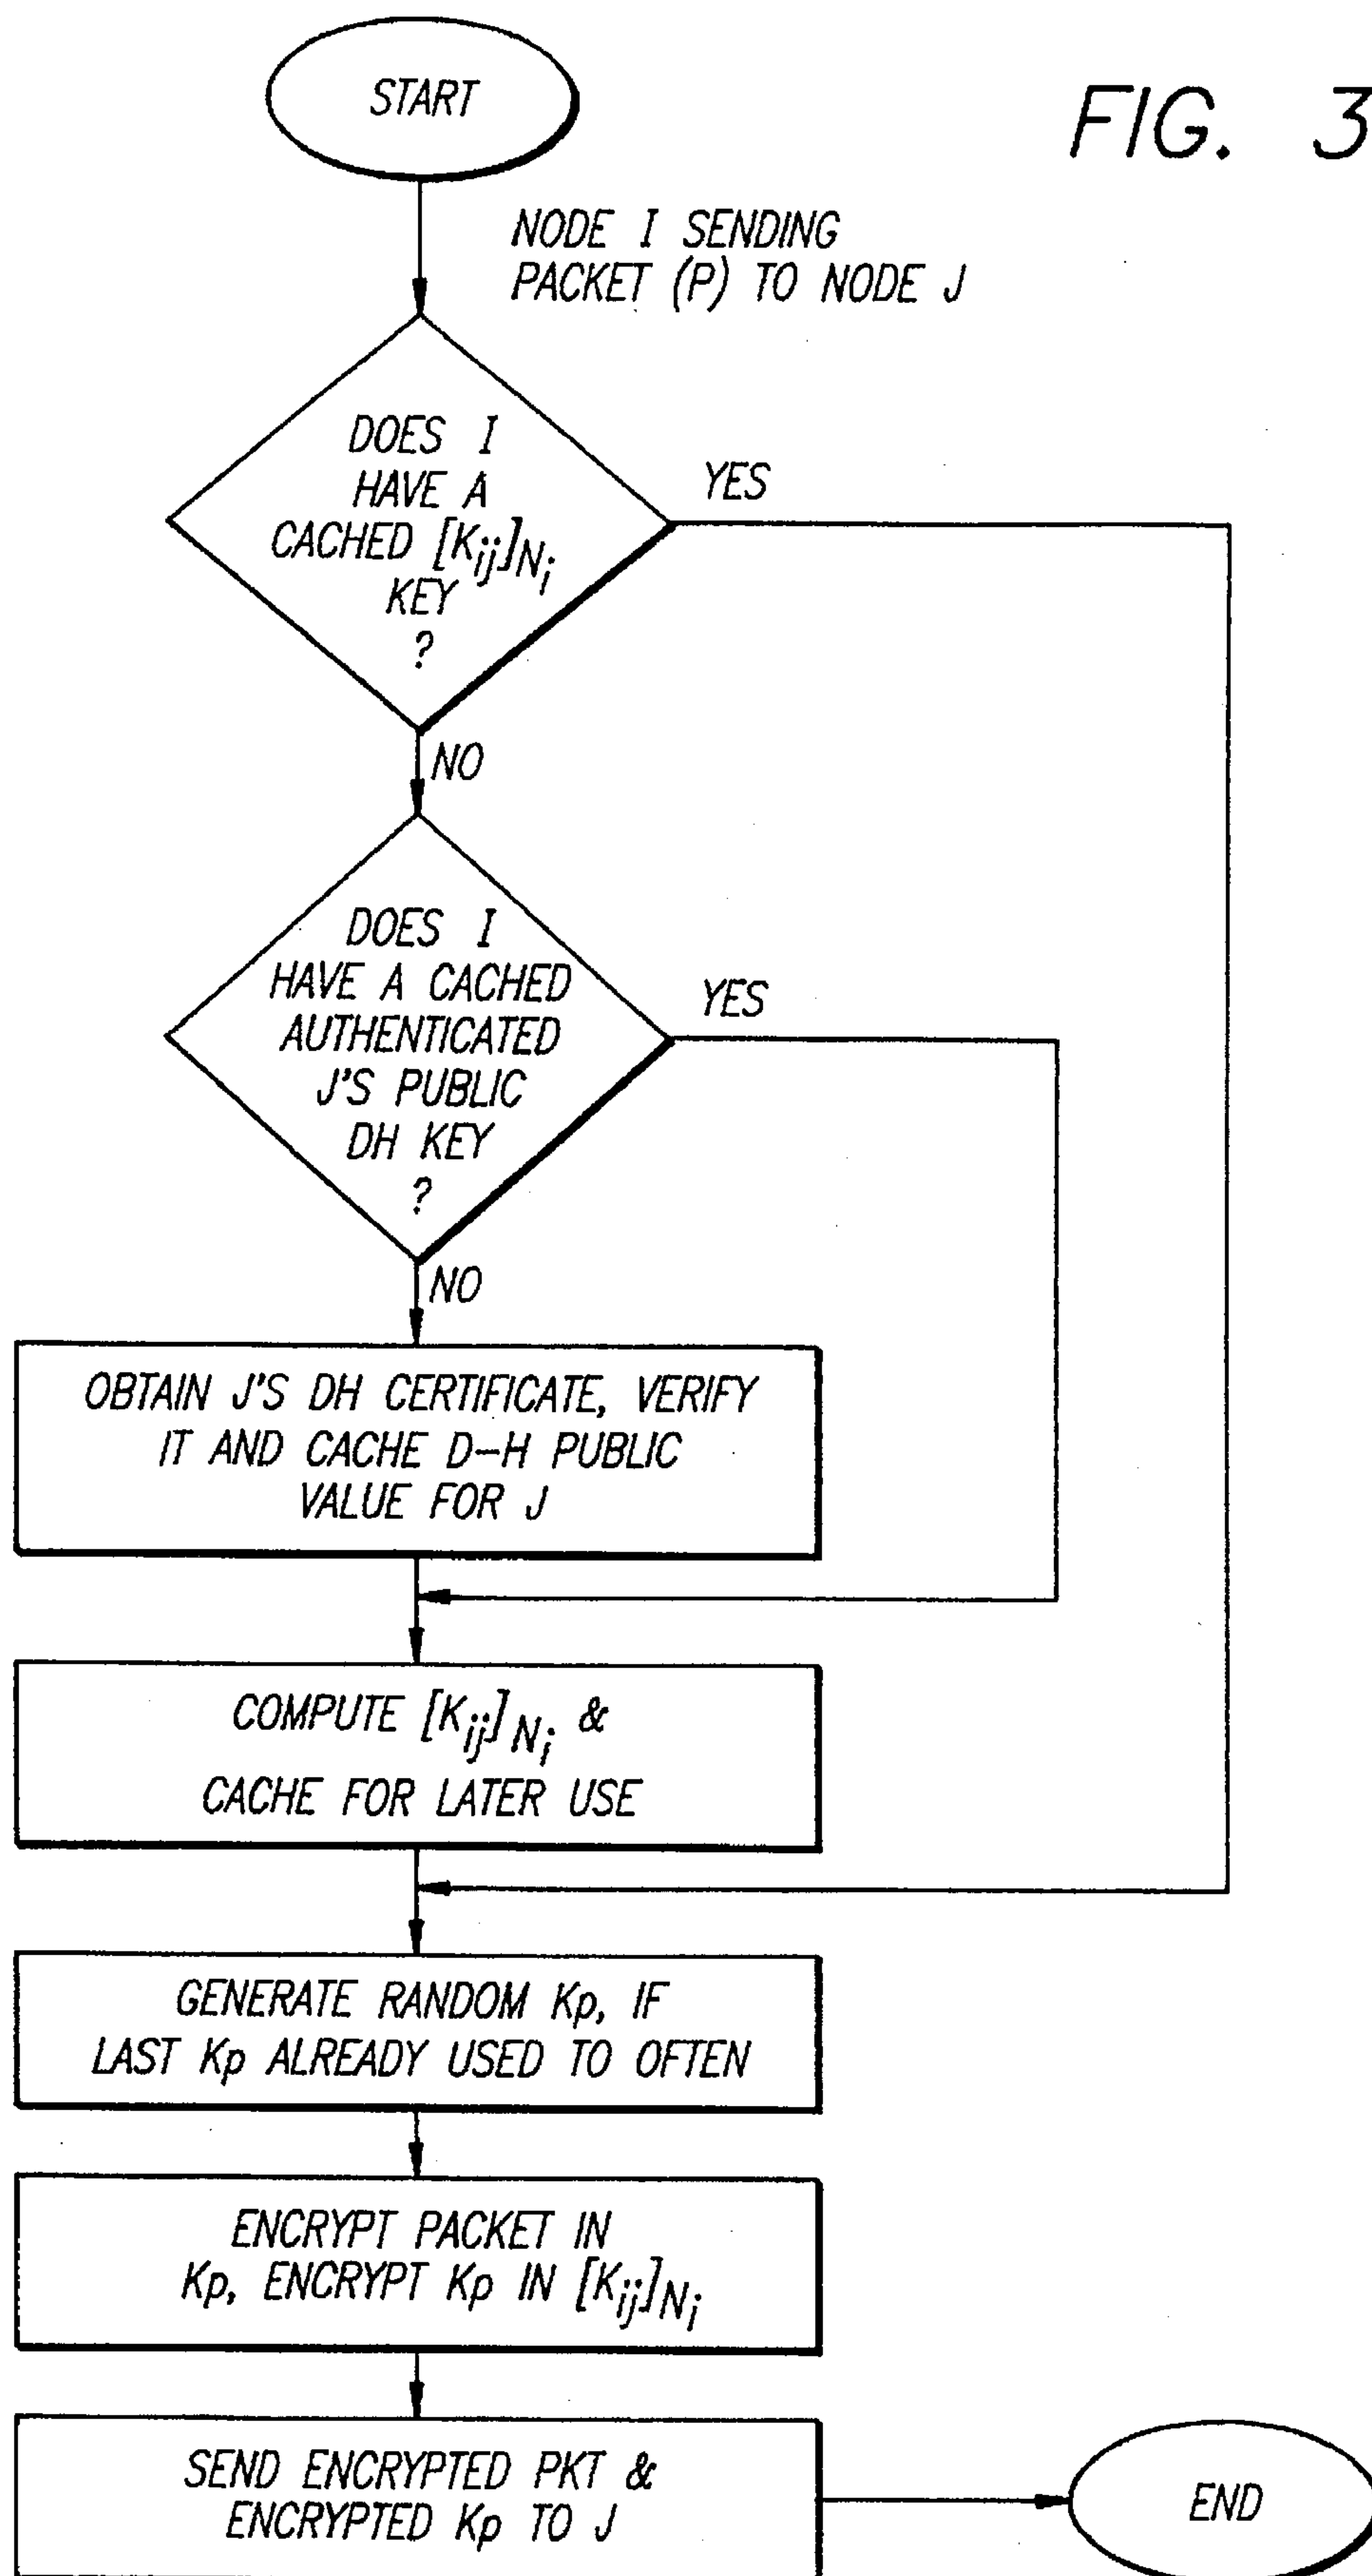 START
FIG. 3
NODE I SENDING
PACKET (P) TO NODE J
DOES I
HAVE A
CACHED [Kij]Ni
KEY
?
YES
NO
DOES I
HAVE A CACHED
AUTHENTICATED
J'S PUBLIC
DH KEY
?
YES
NO
OBTAIN J'S DH CERTIFICATE, VERIFY
IT AND CACHE D-H PUBLIC
VALUE FOR J
COMPUTE [Kij]Ni &
CACHE FOR LATER USE
GENERATE RANDOM Kp, IF
LAST Kp ALREADY USED TO OFTEN
ENCRYPT PACKET IN
Kp, ENCRYPT Kp IN [Kij]Ni
SEND ENCRYPTED PKT &
ENCRYPTED Kp TO J
END